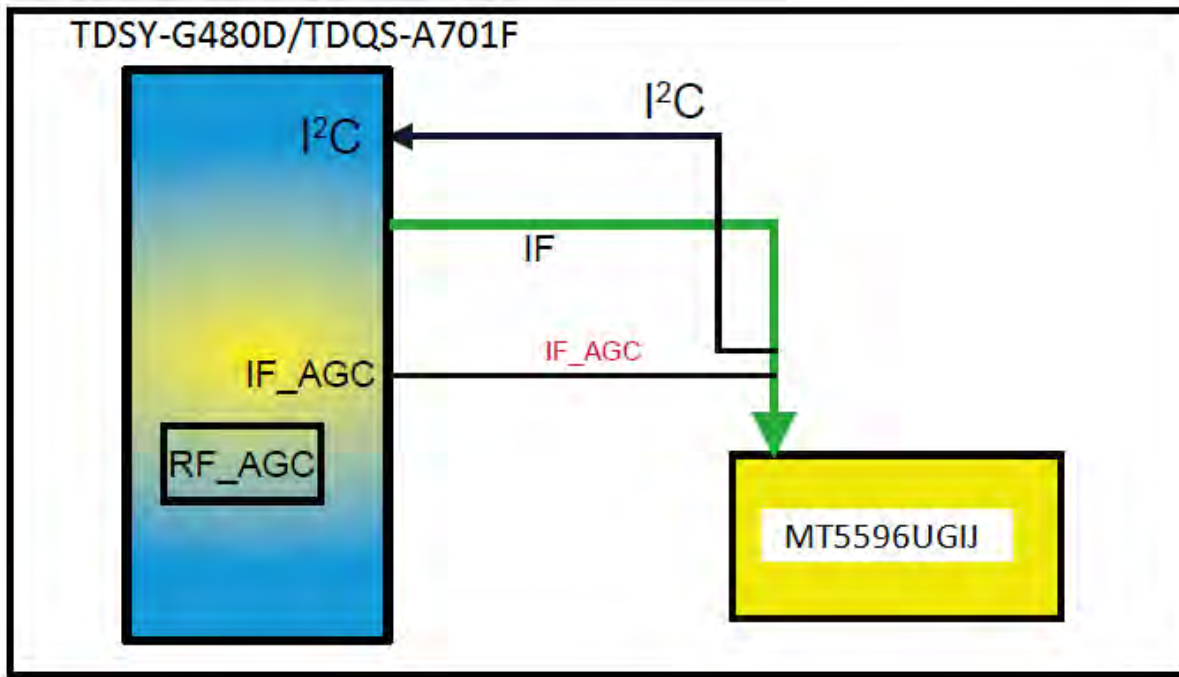 TDSY-G480D/TDQS-A701F
I²C
I²C
IF
IF_AGC
IF_AGC
RF_AGC
MT5596UGIJ